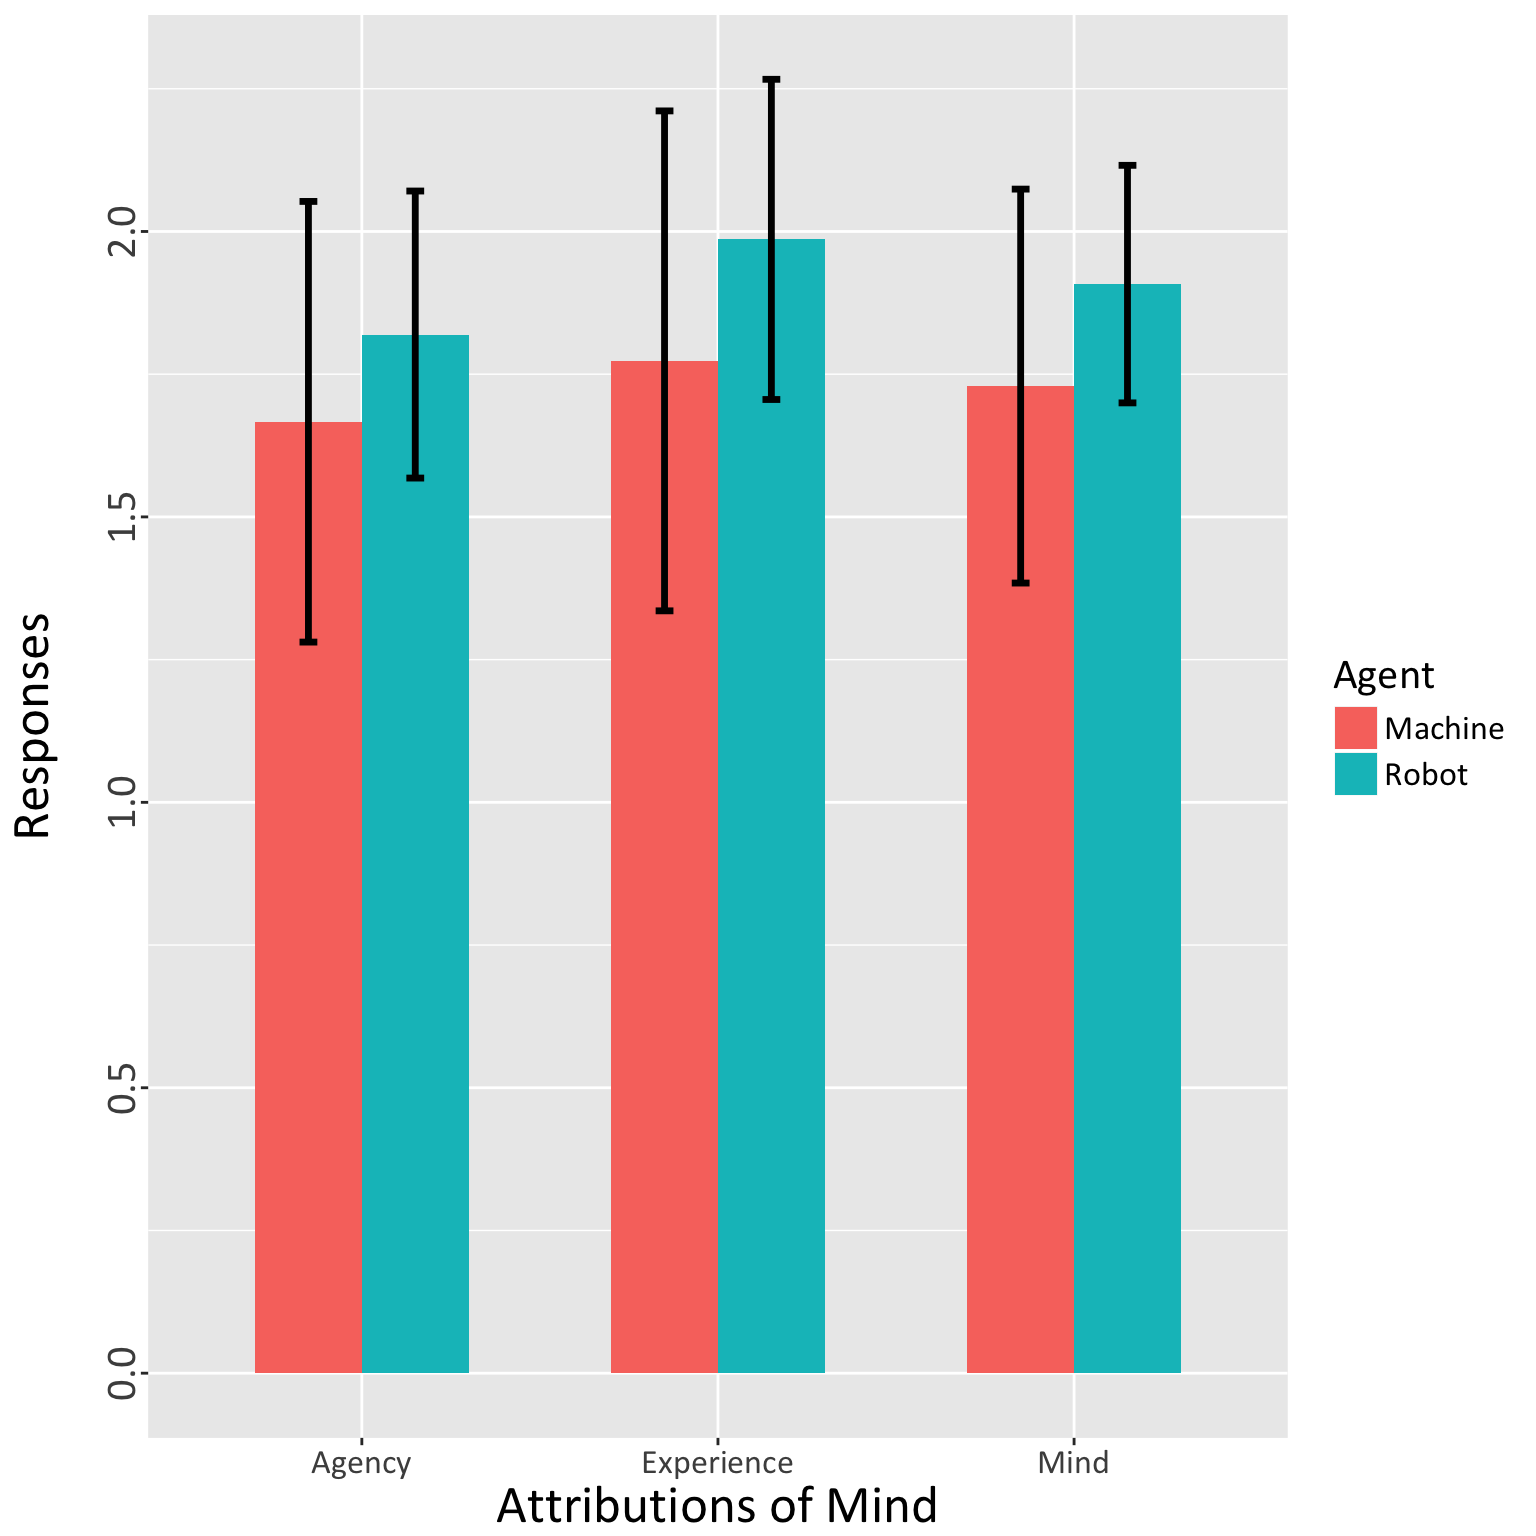 Responses
2.0
1.5
1.0
0.5
0.0
Agency Experience Mind
Attributions of Mind
Agent
Machine
Robot